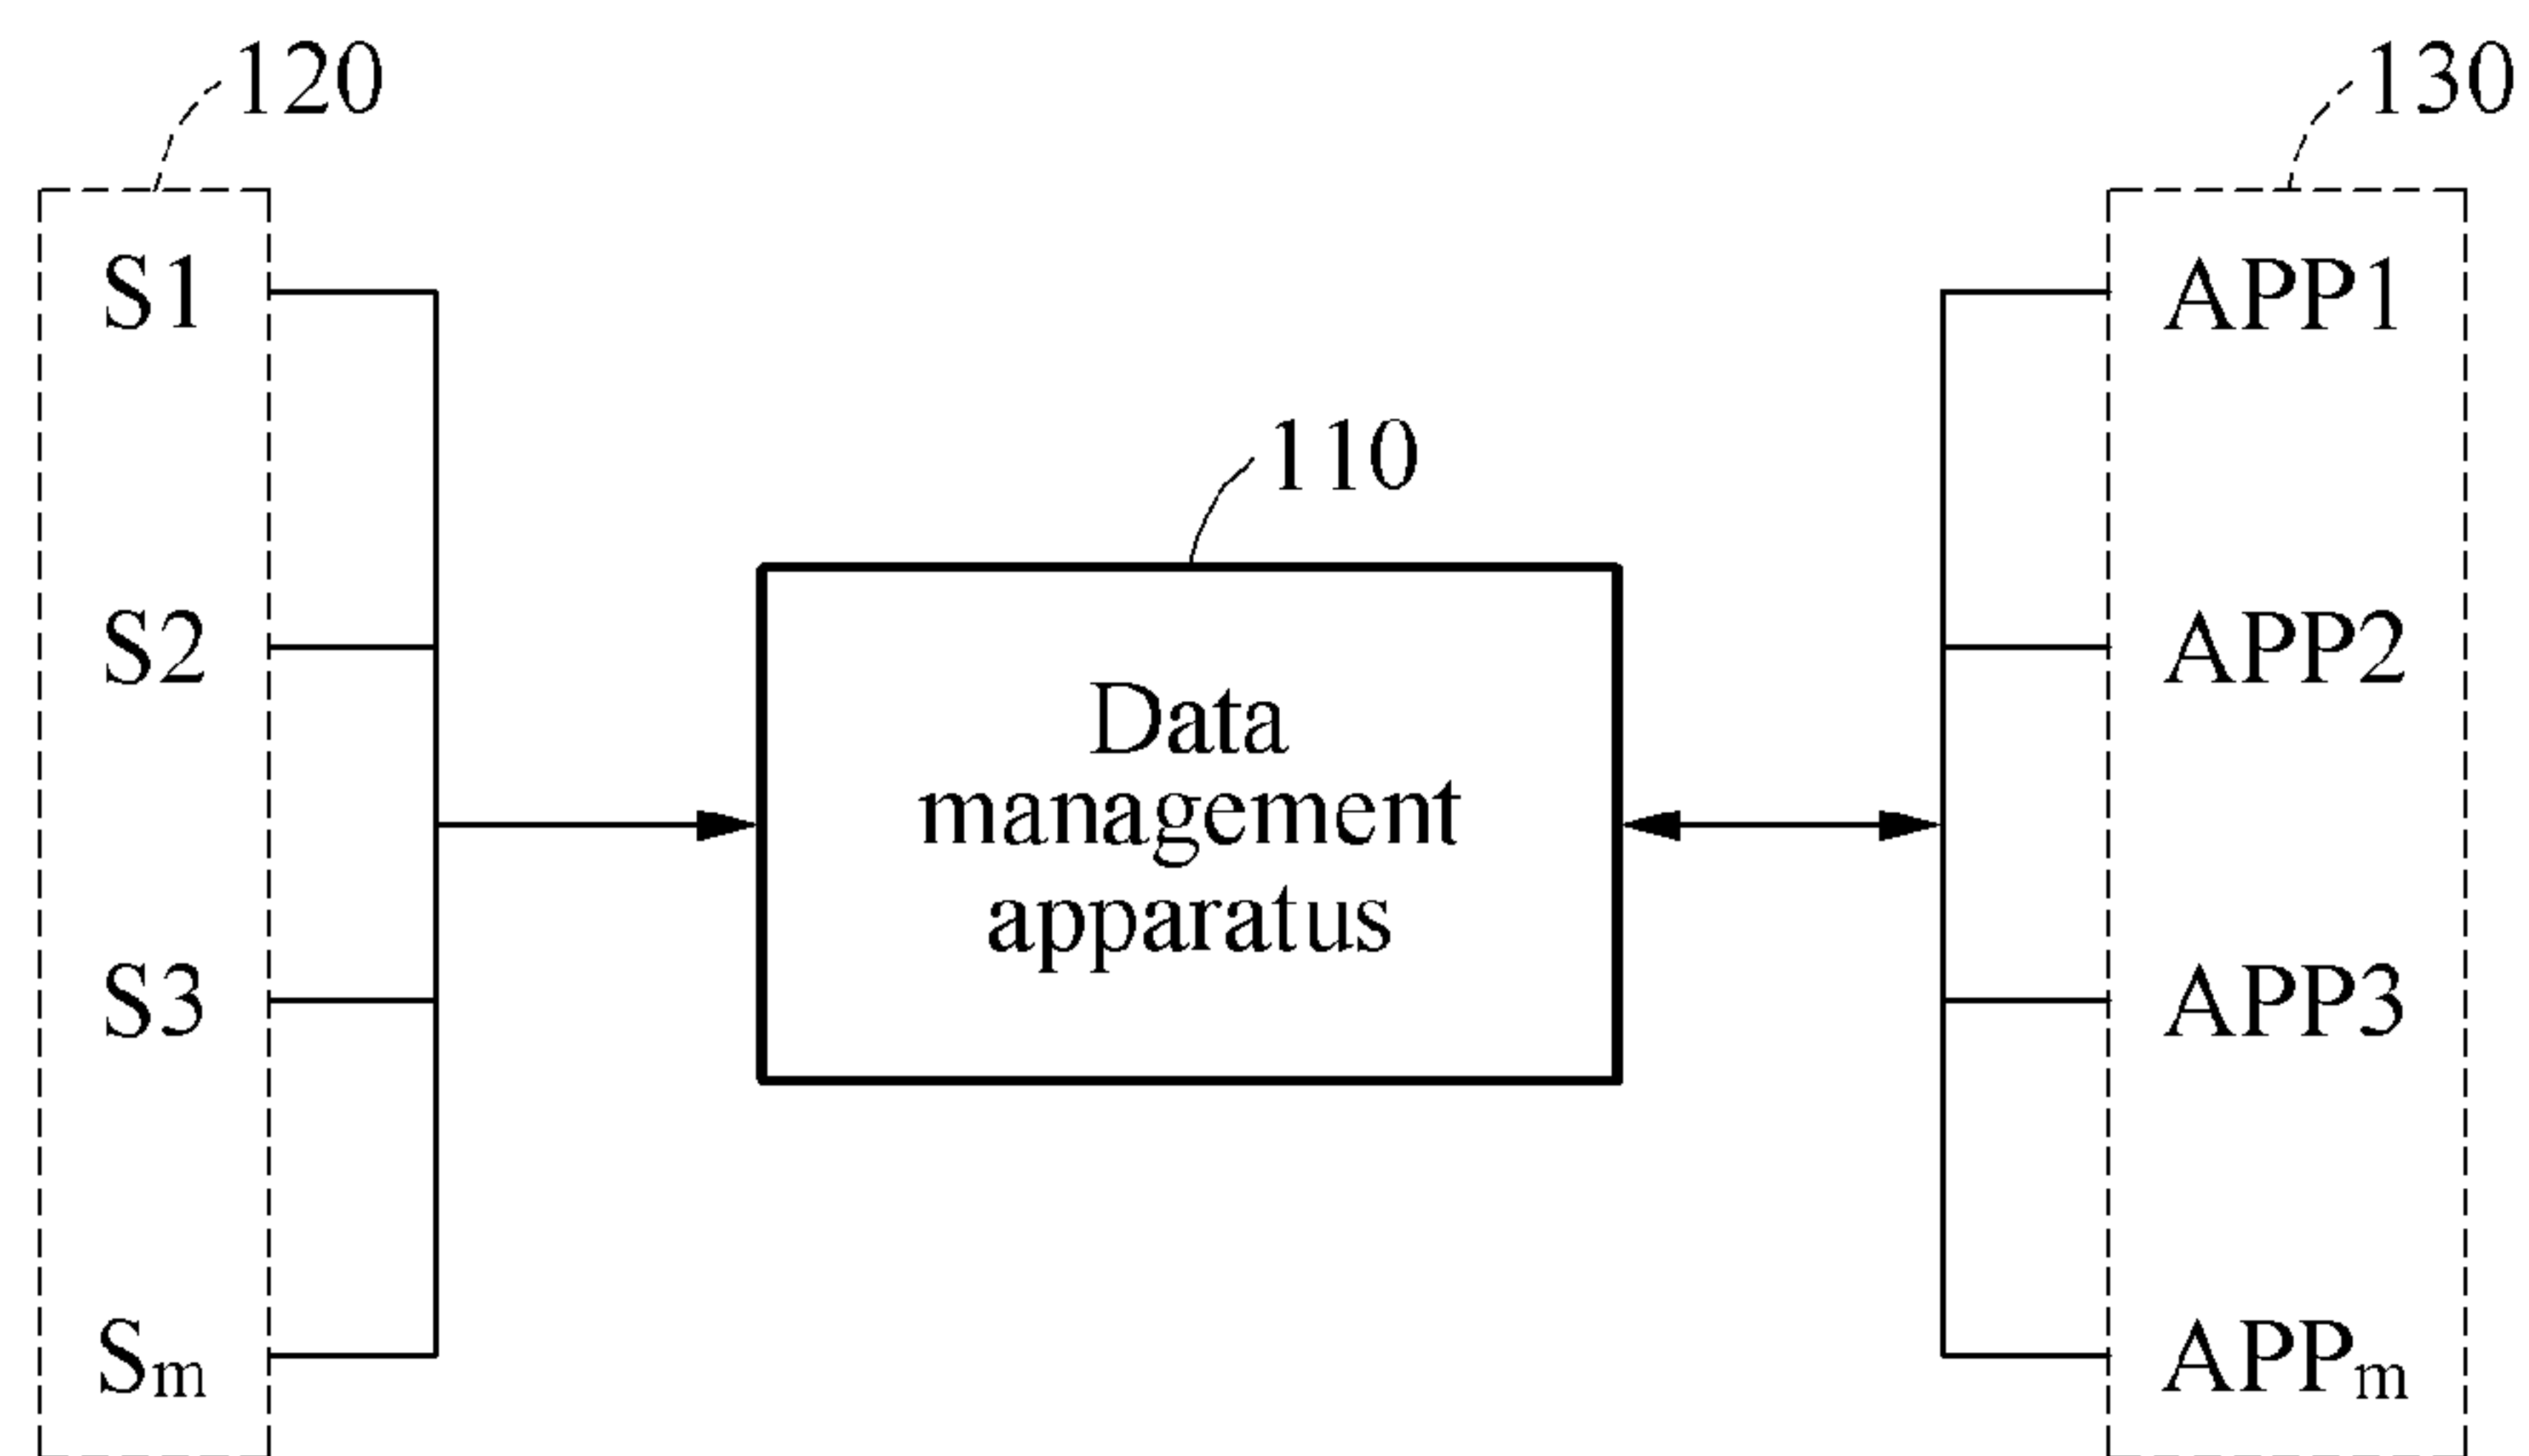 120
130
S1
APP1
110
S2
APP2
Data
management
apparatus
S3
APP3
Sm
APPm